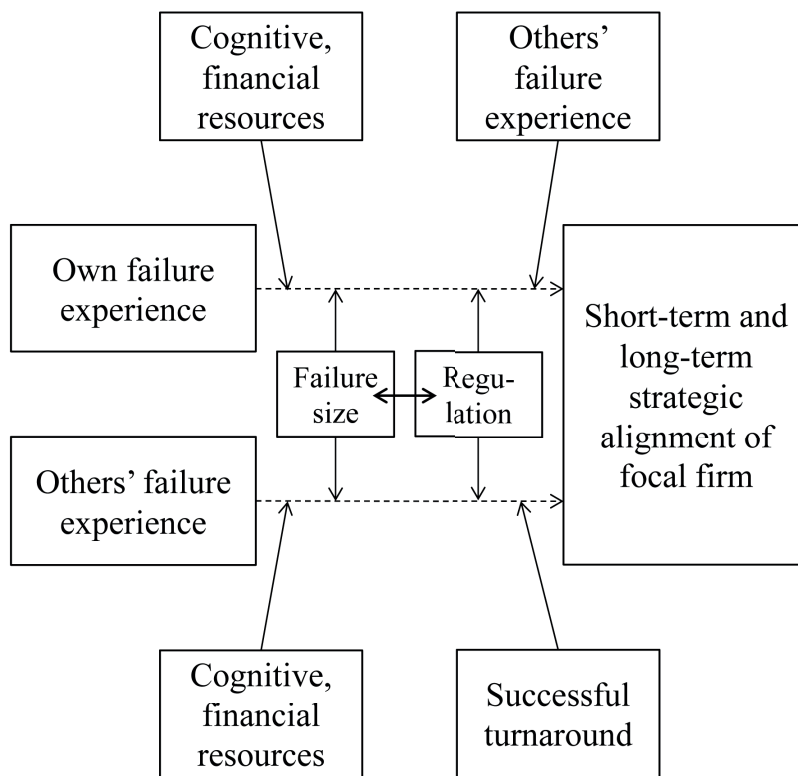 Cognitive,
financial
resources
Others’
failure
experience
Own failure
experience
Short-term and
long-term
strategic
alignment of
focal firm
Failure
size
Regu-
lation
Others’ failure
experience
Cognitive,
financial
resources
Successful
turnaround